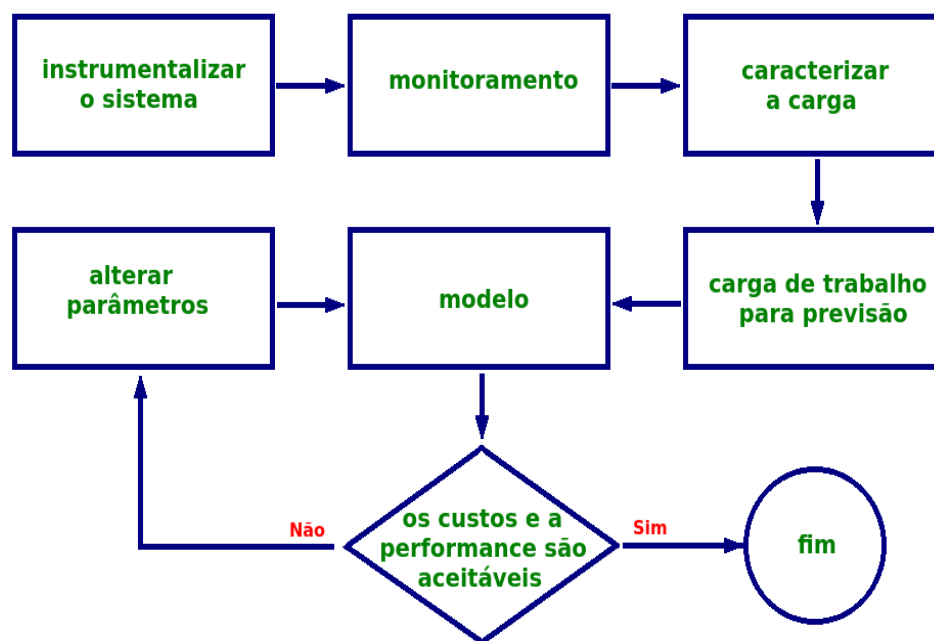 instrumentalizar
o sistema
monitoramento
caracterizar
a carga
alterar
parâmetros
modelo
carga de trabalho
para previsão
Não
os custos e a
performance são
aceitáveis
Sim
fim